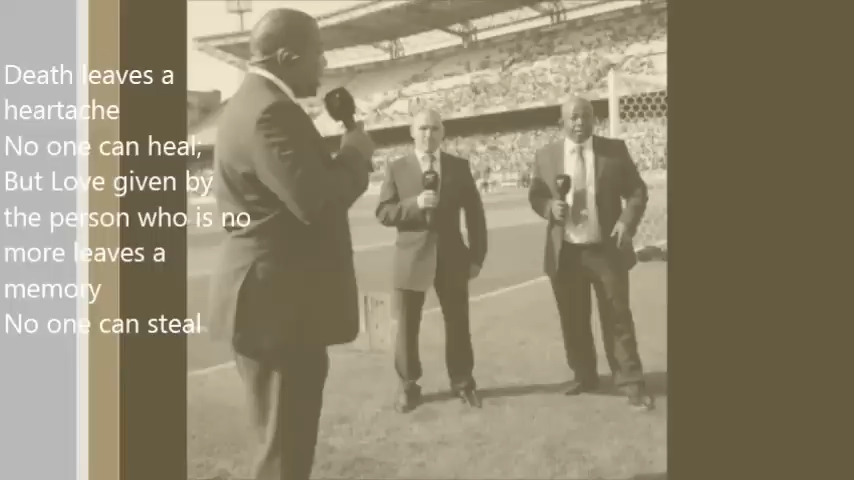 Death leaves a
heartache
No one can heal;
But Love given by
the person who is no
more leaves a
memory
No one can steal